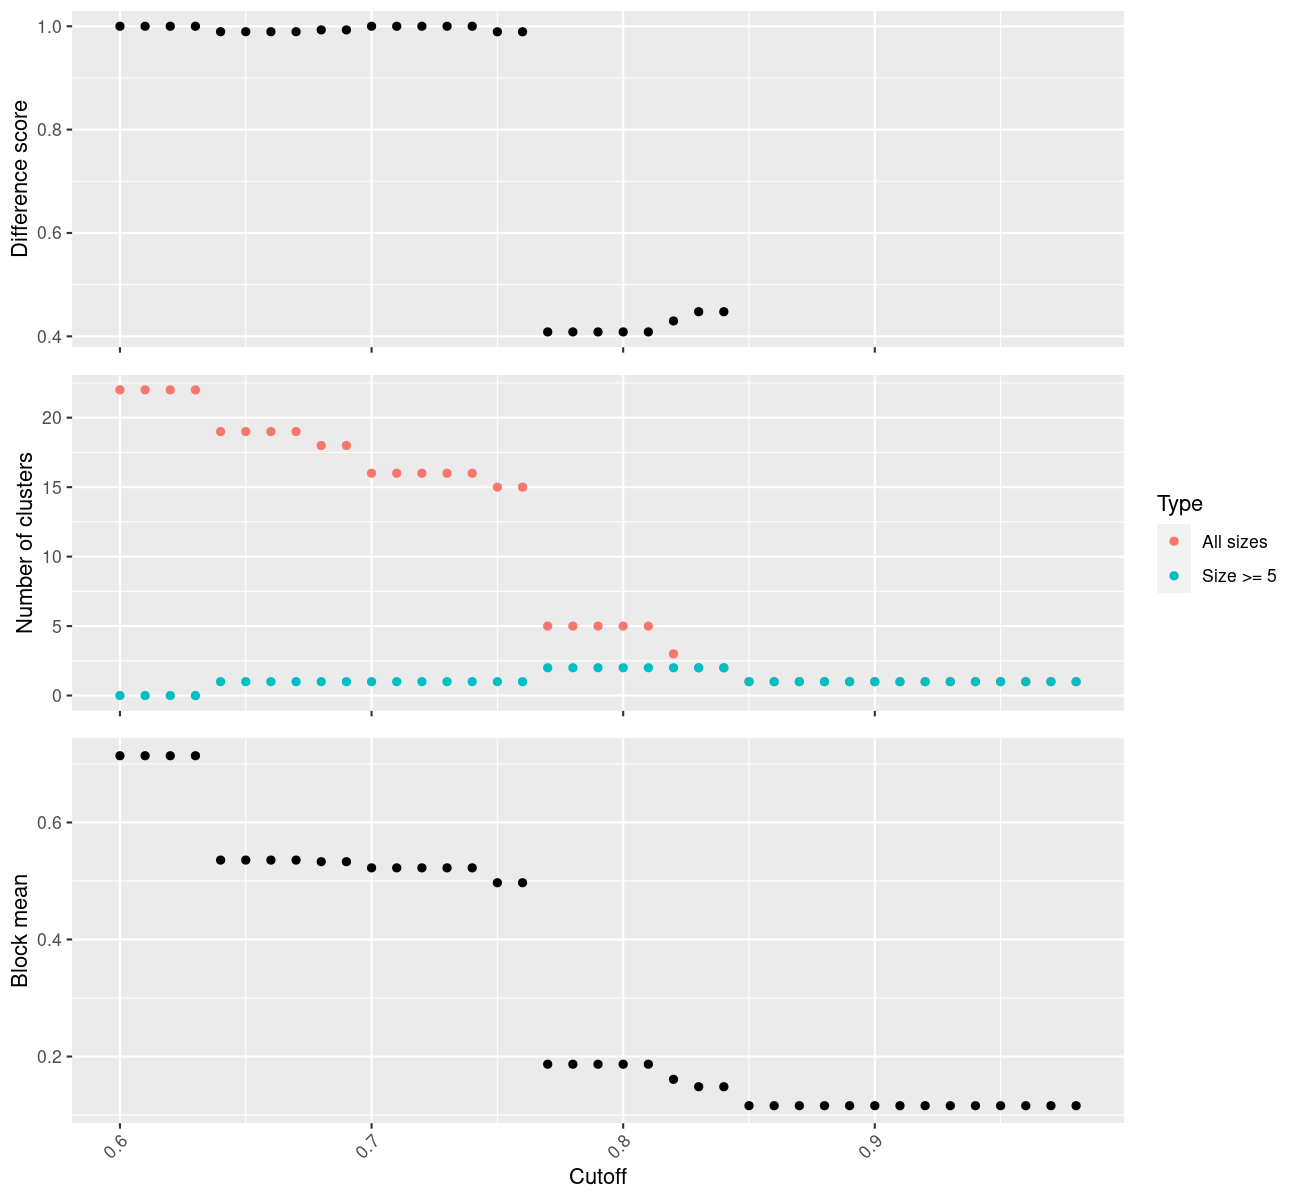 Difference score
1.0
0.8
0.6
0.4
Number of clusters
20
15
10
5
0
Type
All sizes
Size >= 5
Block mean
0.6
0.4
0.2
0.6
0.7
0.8
0.9
Cutoff